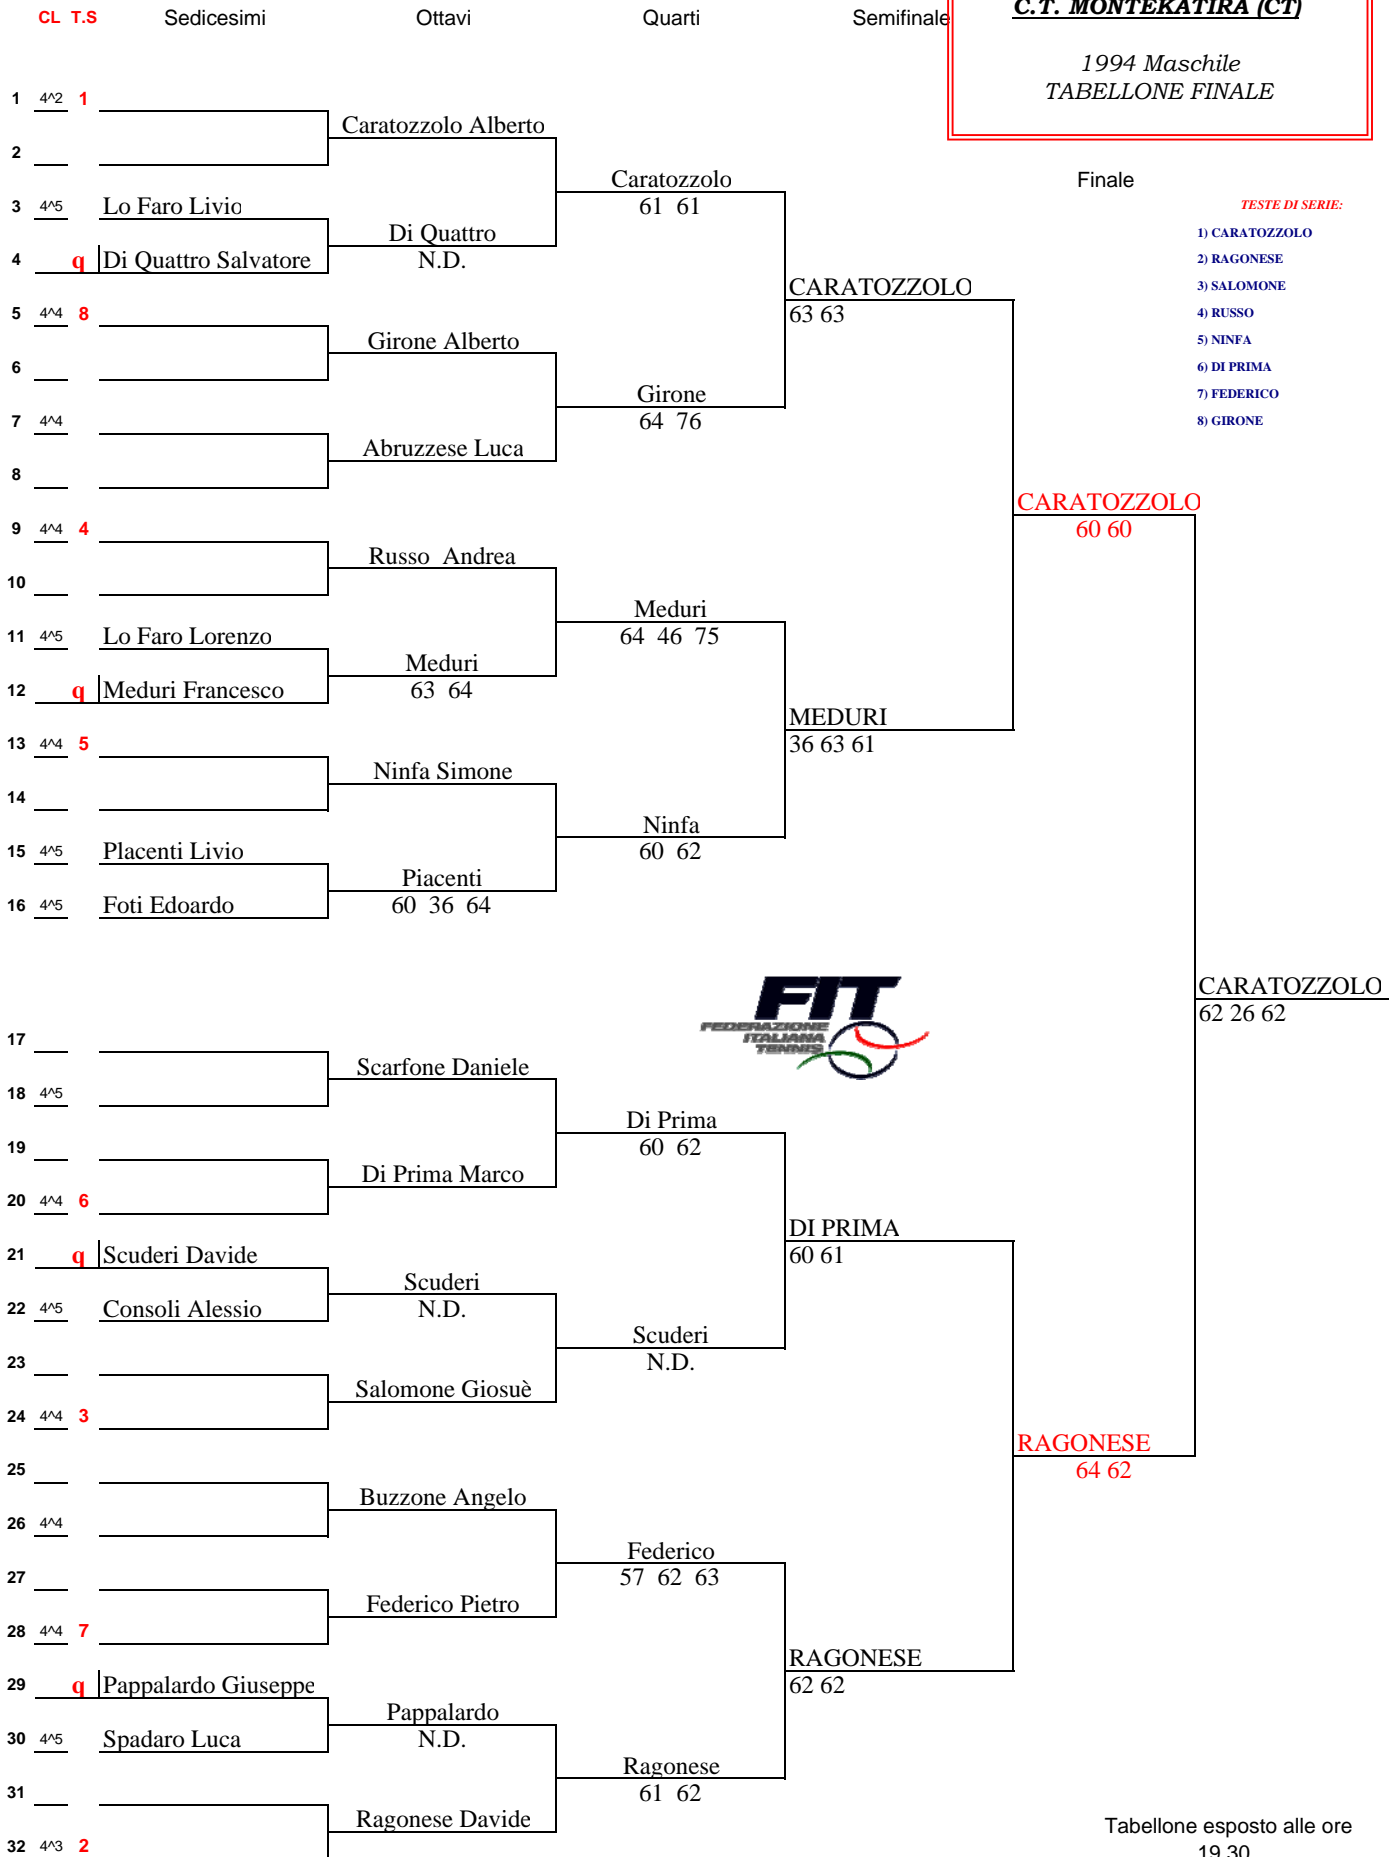 CL T.S Sedicesimi Ottavi Quarti Semifinale
C.T. MONTEKATIRA (CT)
1994 Maschile
TABELLONE FINALE
Finale
TESTE DI SERIE:
1) CARATOZZOLO
2) RAGONESE
3) SALOMONE
4) RUSSO
5) NINFA
6) DI PRIMA
7) FEDERICO
8) GIRONE
1 4^2 1
Caratozzolo Alberto
2
Caratozzolo
61 61
3 4^5 Lo Faro Livio
Di Quattro
N.D.
4 q Di Quattro Salvatore
CARATOZZOLO
63 63
5 4^4 8
Girone Alberto
6
Girone
64 76
7 4^4
Abruzzese Luca
8
CARATOZZOLO
60 60
9 4^4 4
Russo Andrea
10
Meduri
64 46 75
11 4^5 Lo Faro Lorenzo
Meduri
63 64
12 q Meduri Francesco
MEDURI
36 63 61
13 4^4 5
Ninfa Simone
14
Ninfa
60 62
15 4^5 Placenti Livio
Piacenti
60 36 64
16 4^5 Foti Edoardo
FIT
FEDERAZIONE
ITALIANA
TENNIS
CARATOZZOLO
62 26 62
17
Scarfone Daniele
18 4^5
Di Prima
60 62
19
Di Prima Marco
20 4^4 6
DI PRIMA
60 61
21 q Scuderi Davide
Scuderi
N.D.
22 4^5 Consoli Alessio
Scuderi
N.D.
23
Salomone Giosuè
24 4^4 3
RAGONESE
64 62
25
Buzzone Angelo
26 4^4
Federico
57 62 63
27
Federico Pietro
28 4^4 7
RAGONESE
62 62
29 q Pappalardo Giuseppe
Pappalardo
N.D.
30 4^5 Spadaro Luca
Ragonese
61 62
31
Ragonese Davide
32 4^3 2
Tabellone esposto alle ore
19.30